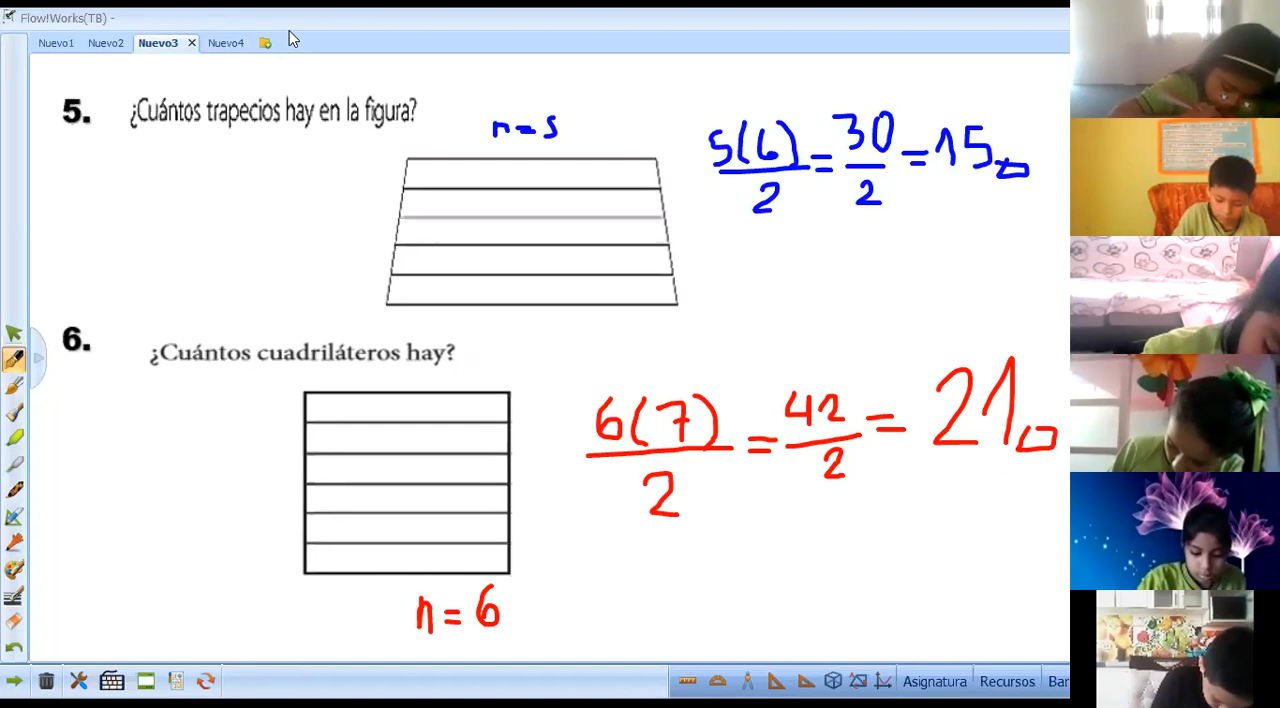 Flow!Works(TB) -
Nuevo1 Nuevo2 Nuevo3 Nuevo4
5. ¿Cuántos trapecios hay en la figura?
n=5
5(6)/2 = 30/2 = 15
6. ¿Cuántos cuadriláteros hay?
6(7)/2 = 42/2 = 21
n=6
Asignatura Recursos Bar